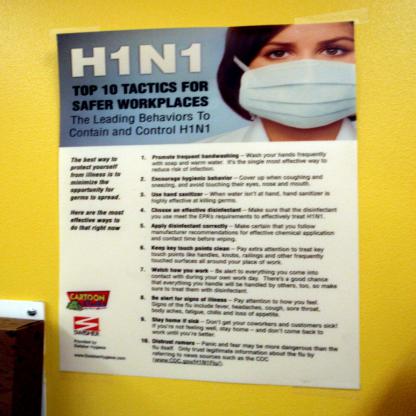 H1N1
TOP 10 TACTICS FOR
SAFER WORKPLACES
The Leading Behaviors To
Contain and Control H1N1
The best way to
protect yourself
from illness is to
minimize the
opportunity for
germs to spread.
Here are the most
effective ways to
do that right now
1. Promote frequent handwashing – Wash your hands frequently
with soap and warm water. It's the single most effective way to
reduce risk of infection.
2. Encourage hygienic behavior – Cover up when coughing and
sneezing, and avoid touching their eyes, nose and mouth.
3. Use hand sanitizer – When water isn't at hand, hand sanitizer is
highly effective at killing germs.
4. Choose an effective disinfectant – Make sure that the disinfectant
you use meet the EPA's requirements to effectively treat H1N1.
5. Apply disinfectant correctly – Make certain that you follow
manufacturer recommendations for effective chemical application
and contact time before wiping.
6. Keep key touch points clean – Pay extra attention to treat key
touch points like handles, knobs, railings and other frequently
touched surfaces all around your place of work.
7. Watch how you work – Be alert to everything you come into
contact with during your own work day. There's a good chance
that everything you will be handled by others, too, so make
sure to treat them with disinfectant.
8. Be alert for signs of illness – Pay attention to how you feel.
Signs of the flu include fever, headaches, cough, sore throat,
body aches, fatigue, chills and loss of appetite.
9. Stay home if sick – Don't get your coworkers and customers sick!
If you're not feeling well, stay home – and don't come back to
work until you're better.
10. Distrust rumors – Panic and fear may be more dangerous than the
flu itself. Only trust legitimate information about the flu by
referring to news sources such as the CDC
(www.CDC.gov/H1N1Flu/).
CARTOON
SWISHER
Provided by
Swisher Hygiene
www.SwisherHygiene.com